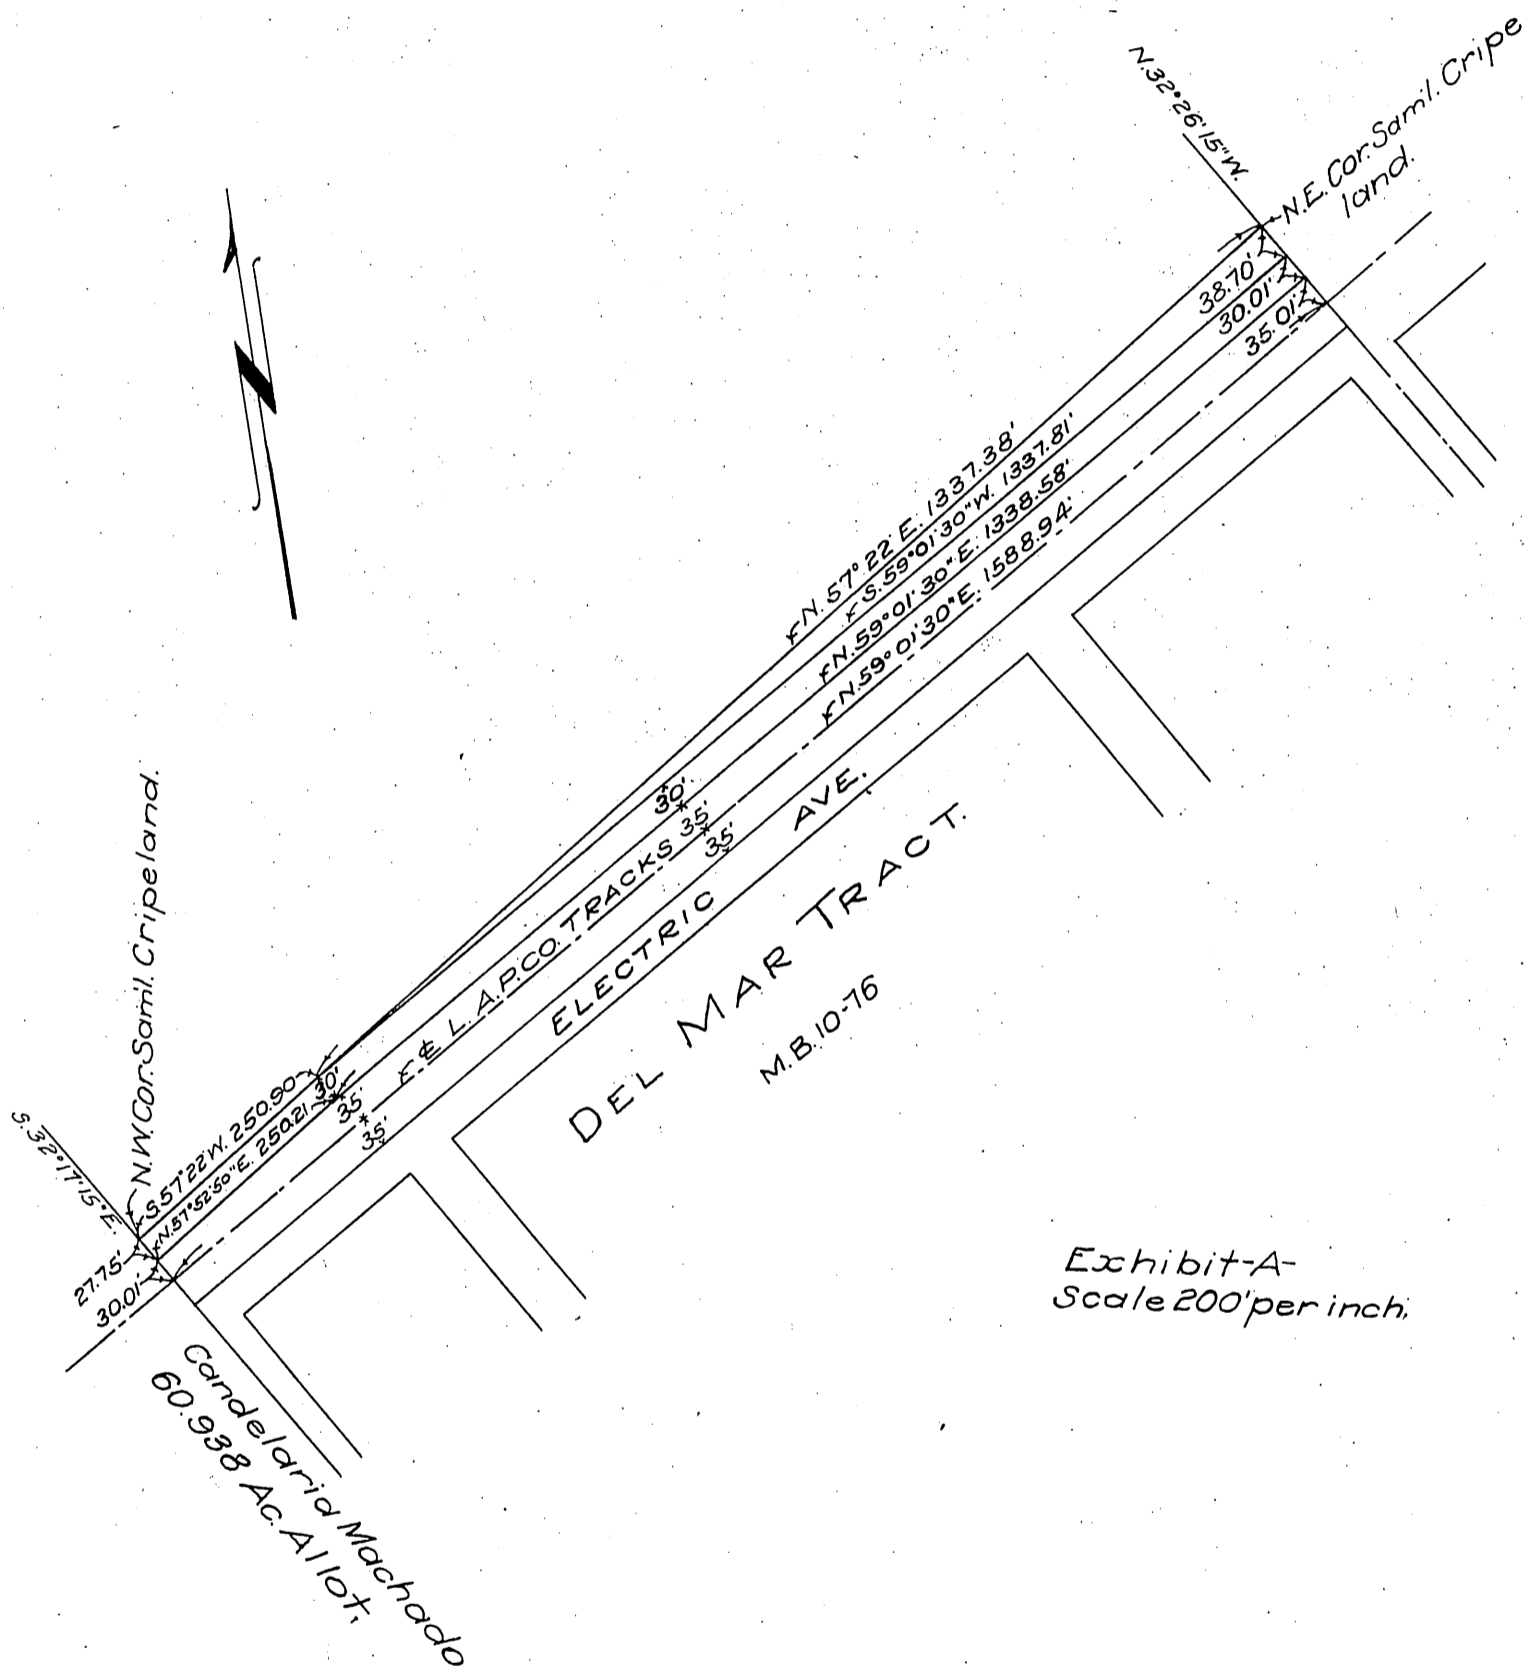 N.32°26'15"W.
N.E.Cor.Saml.Cripe
land.
38.70'
30.01'
35.01'
N.57°22'E.1337.38'
S.59°01'30"W.1337.81'
N.59°01'30"E.1338.58'
N.59°01'30"E.1588.94'
30'
35'
35'
℄ L.A.P.CO.TRACKS
ELECTRIC AVE.
DEL MAR TRACT.
M.B.10-76
N.W.Cor.Saml.Cripe land.
S.32°17'15"E.
S.57°22'W.250.90
N.57°52'50"E.250.21
30'
35'
35'
27.75'
30.01'
Candelaria Machado
60.938 Ac.Allot.
Exhibit-A-
Scale 200'per inch.